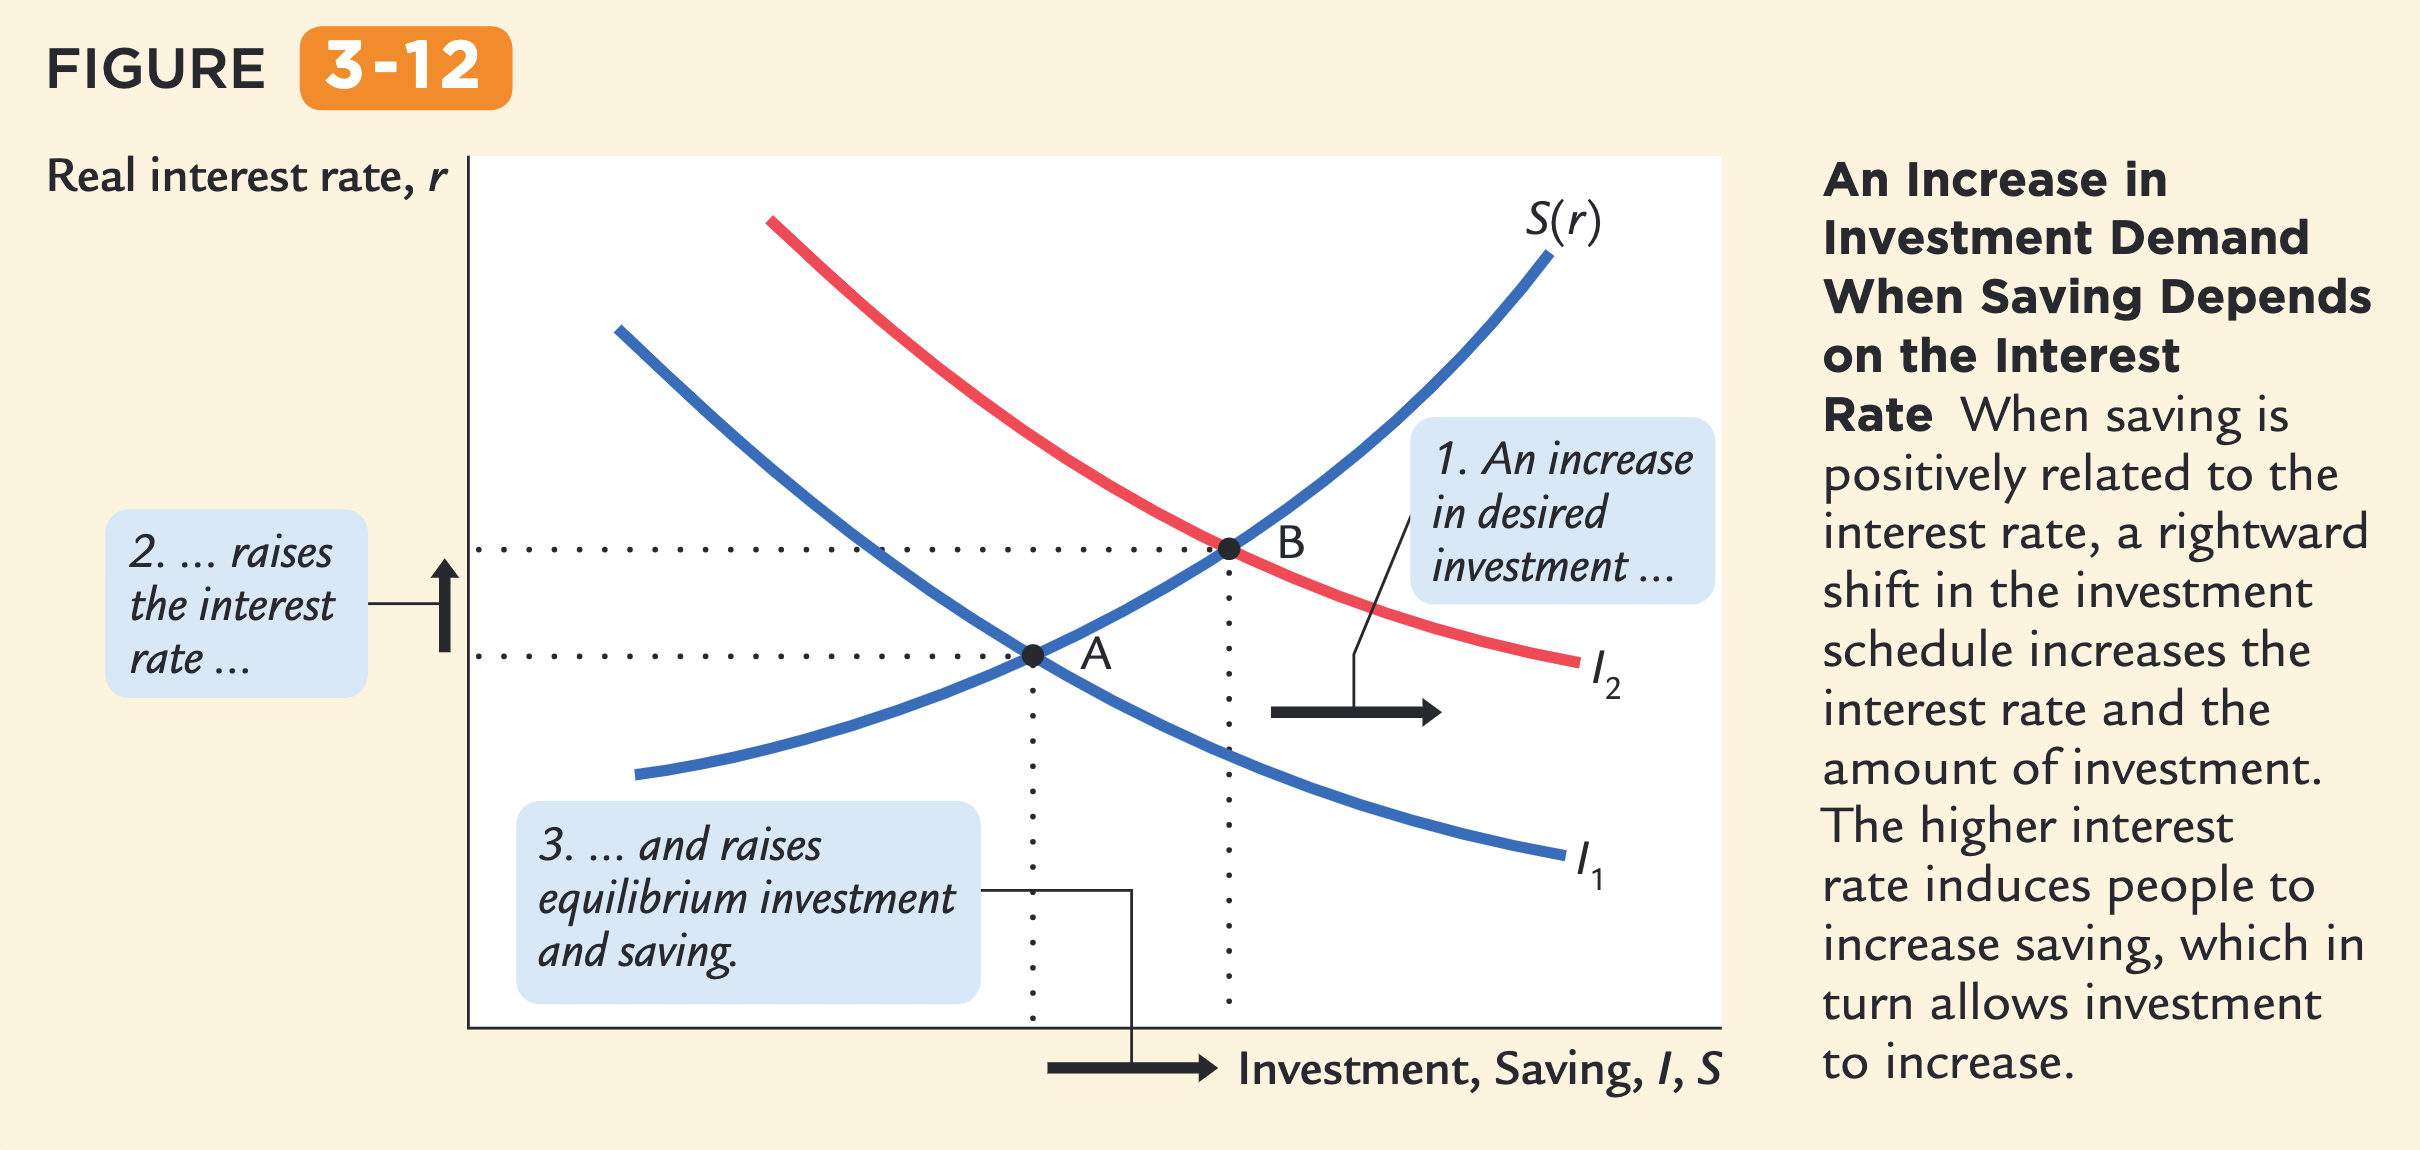 FIGURE 3-12
Real interest rate, r
S(r)
1. An increase
in desired
investment ...
2. ... raises
the interest
rate ...
B
A
I2
I1
3. ... and raises
equilibrium investment
and saving.
Investment, Saving, I, S
An Increase in
Investment Demand
When Saving Depends
on the Interest
Rate When saving is
positively related to the
interest rate, a rightward
shift in the investment
schedule increases the
interest rate and the
amount of investment.
The higher interest
rate induces people to
increase saving, which in
turn allows investment
to increase.